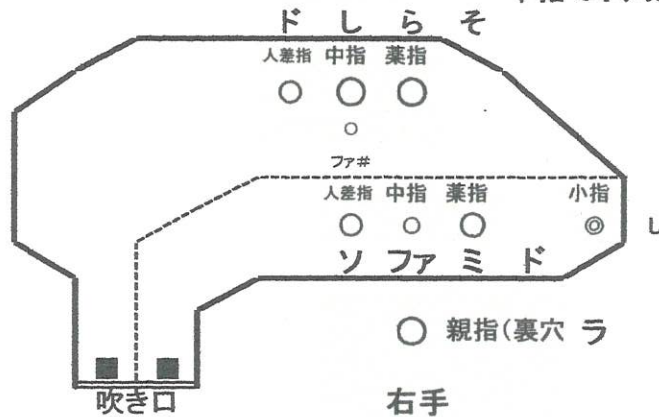 ド し ら そ
人差指 中指 薬指
ファ#
人差指 中指 薬指 小指
ソ ファ ミ ド
親指(裏穴 ラ
吹き口 右手